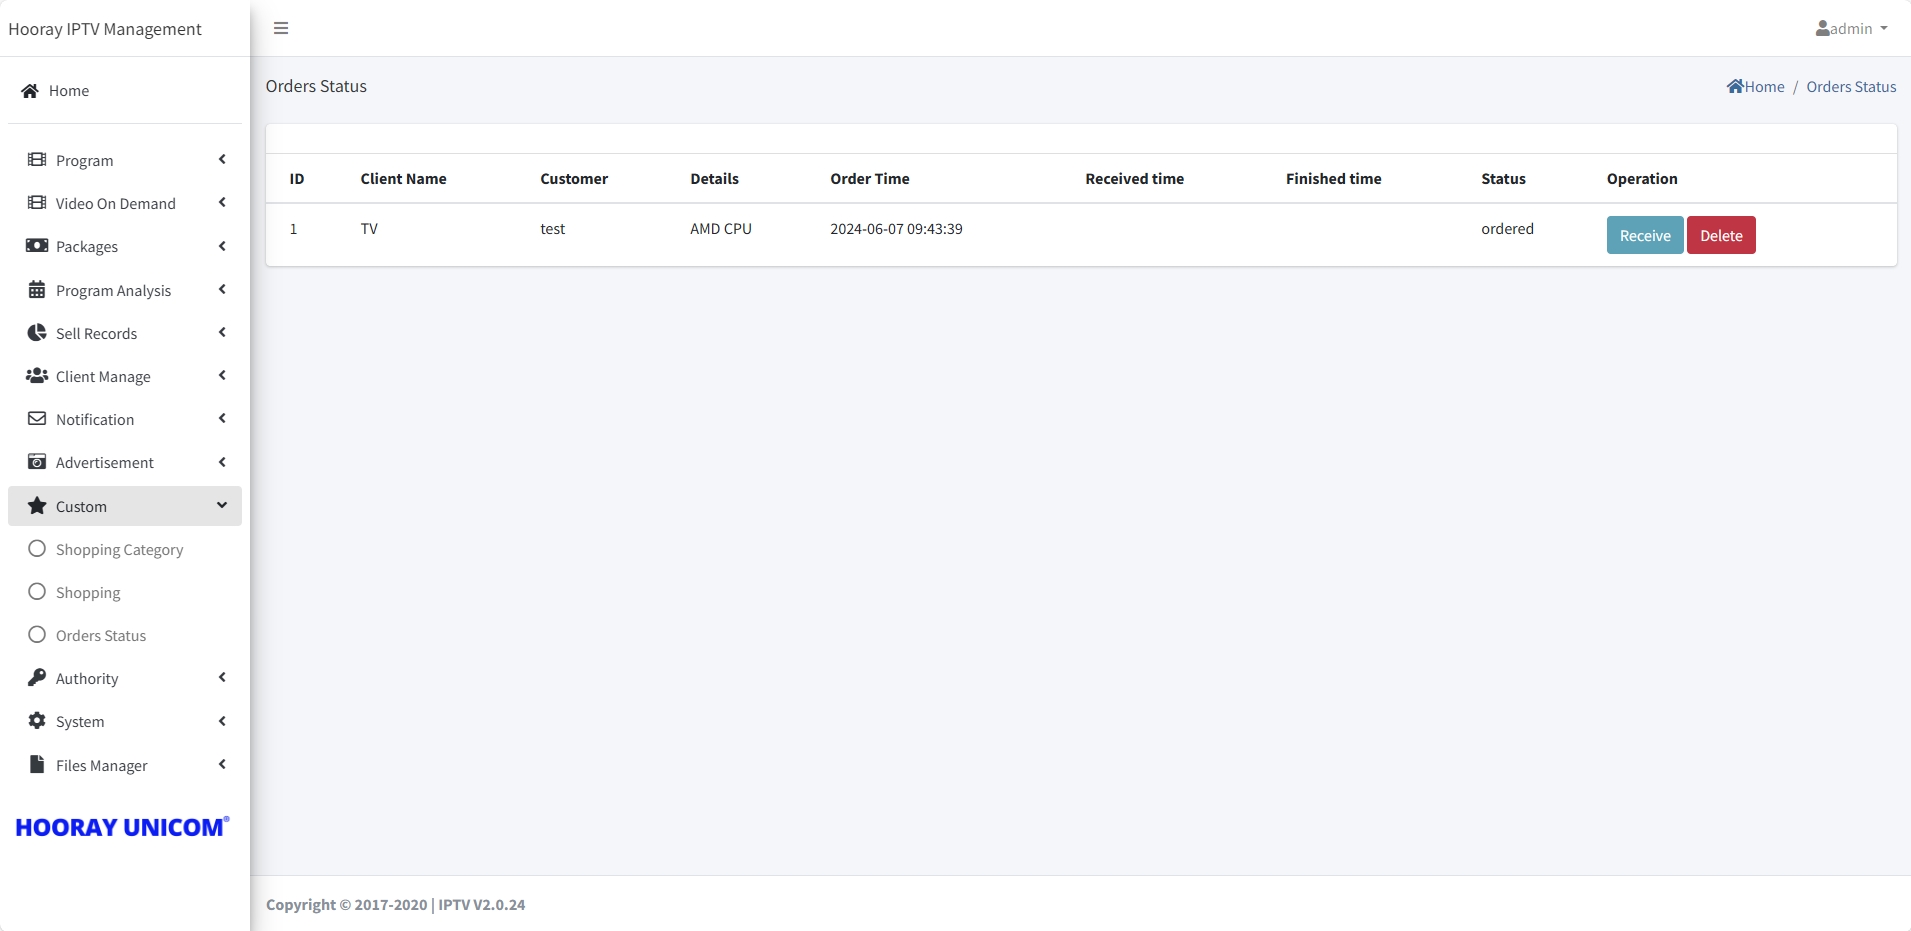 Hooray IPTV Management
admin
Home
Orders Status
Home / Orders Status
Program
Video On Demand
Packages
Program Analysis
Sell Records
Client Manage
Notification
Advertisement
Custom
Shopping Category
Shopping
Orders Status
Authority
System
Files Manager
HOORAY UNICOM®
ID Client Name Customer Details Order Time Received time Finished time Status Operation
1 TV test AMD CPU 2024-06-07 09:43:39 ordered Receive Delete
Copyright © 2017-2020 | IPTV V2.0.24